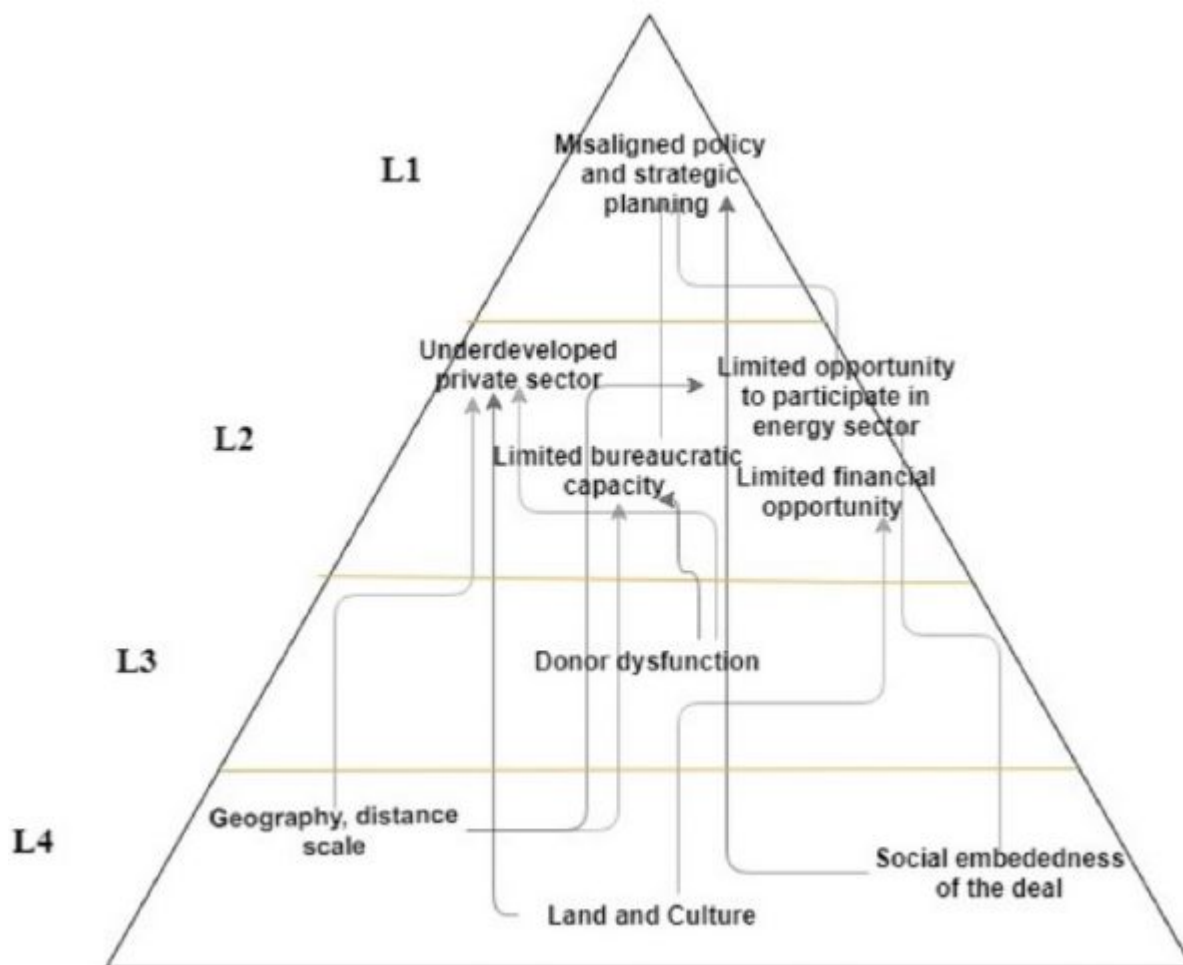 L1
Misaligned policy
and strategic
planning
L2
Underdeveloped
private sector
Limited opportunity
to participate in
energy sector
Limited bureaucratic
capacity
Limited financial
opportunity
L3
Donor dysfunction
L4
Geography, distance
scale
Social embededness
of the deal
Land and Culture